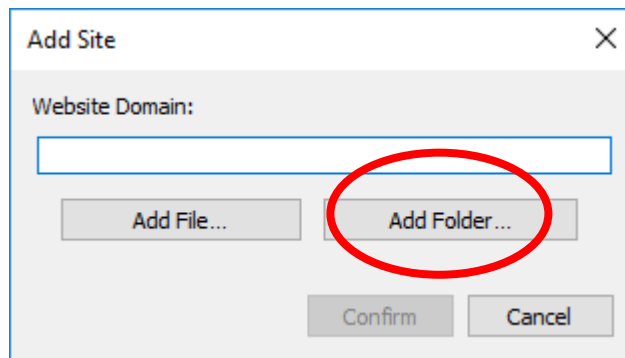 Add Site
Website Domain:
Add File... Add Folder...
Confirm Cancel